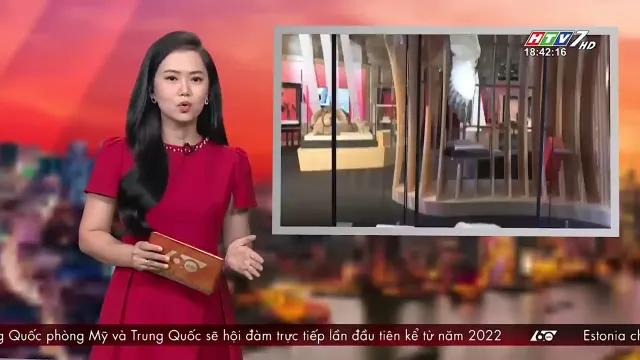 HTV7 HD
18:42:16
Quốc phòng Mỹ và Trung Quốc sẽ hội đàm trực tiếp lần đầu tiên kể từ năm 2022 60 Estonia